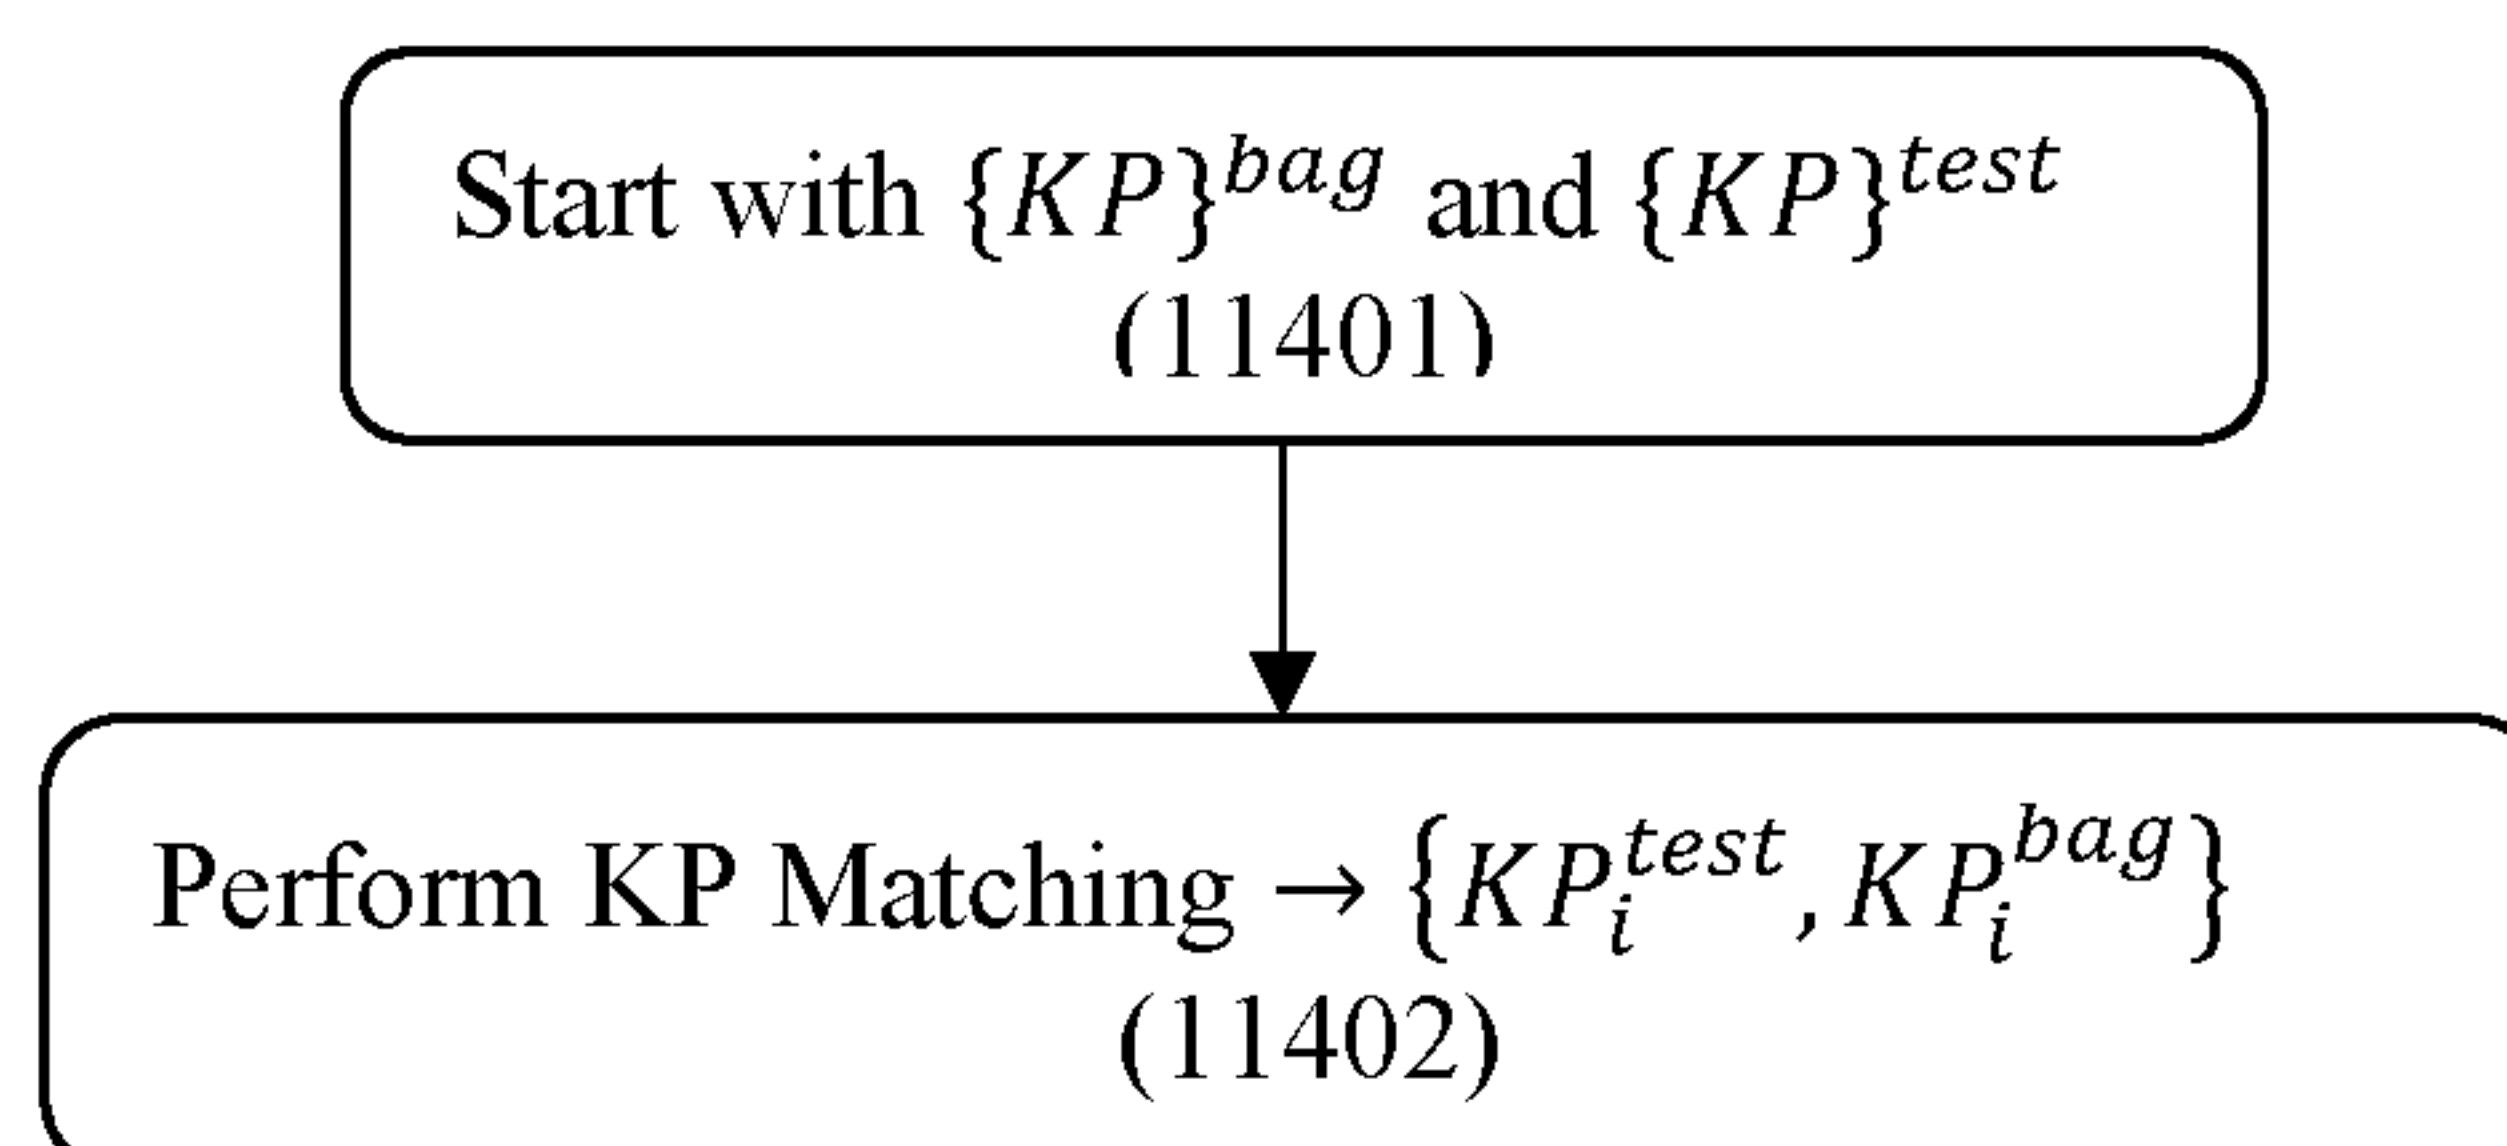 Start with {KP}^{bag} and {KP}^{test}
(11401)
Perform KP Matching → {KP_i^{test}, KP_i^{bag}}
(11402)